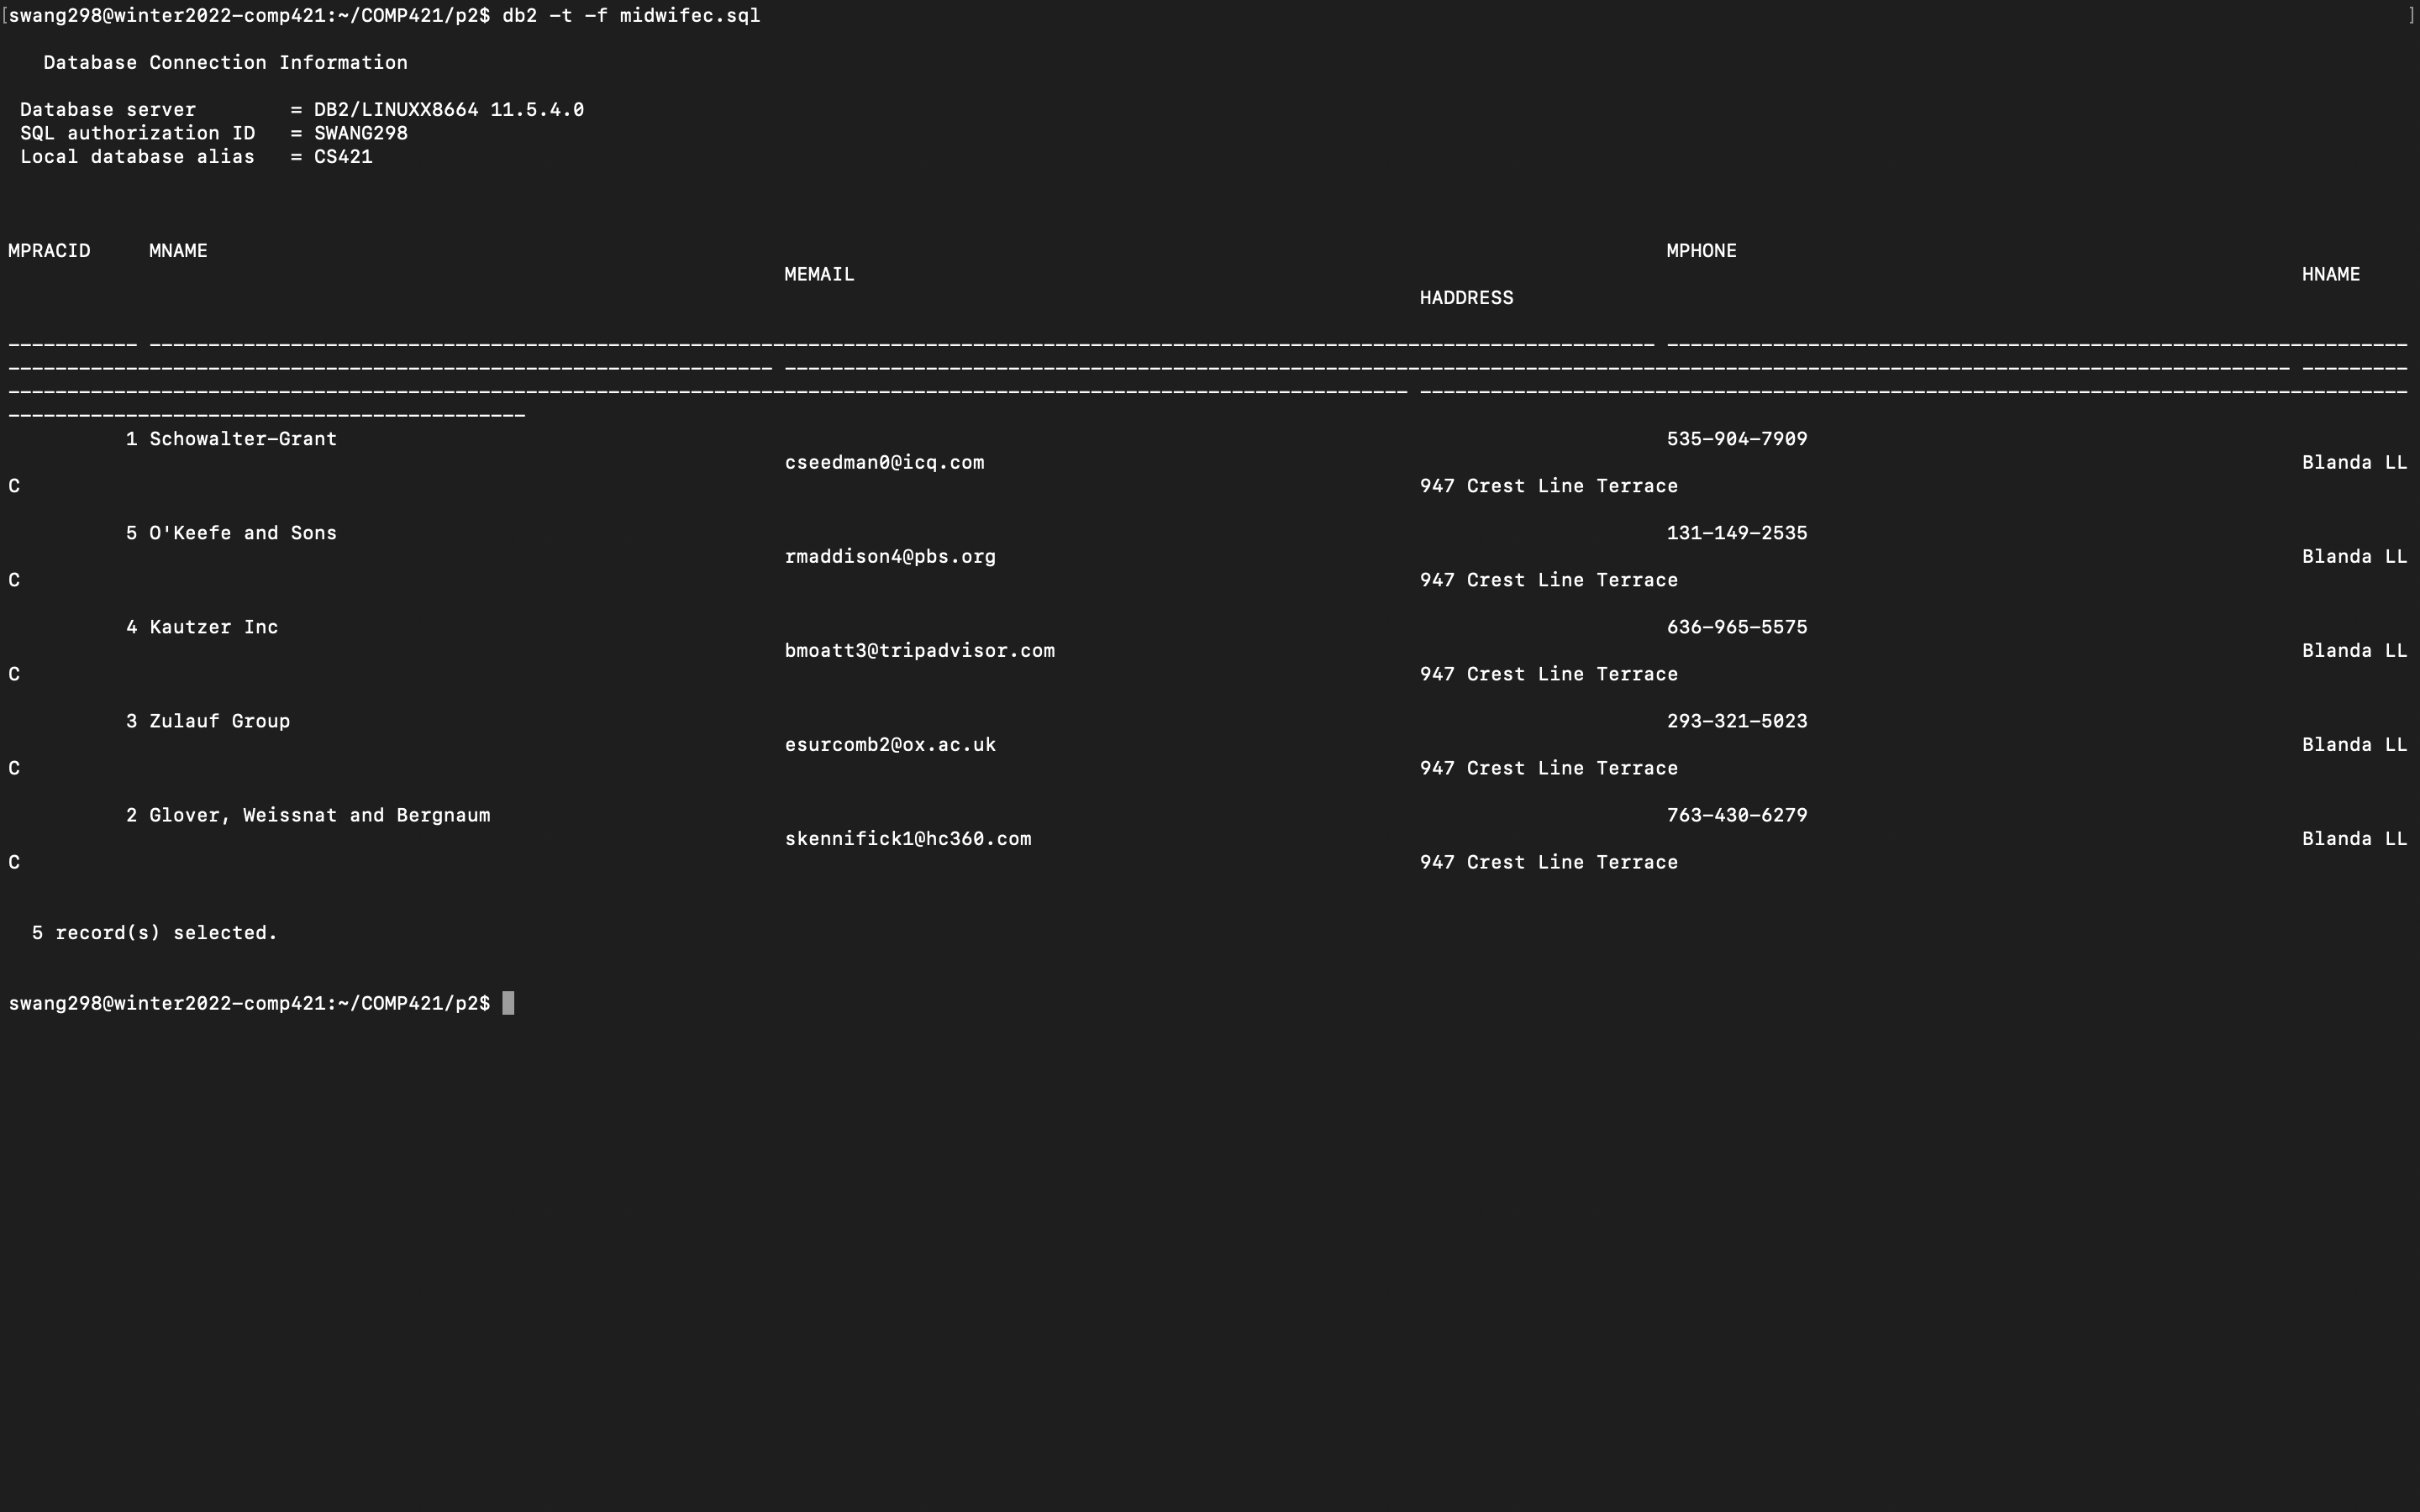 [swang298@winter2022-comp421:~/COMP421/p2$ db2 -t -f midwifec.sql ]
Database Connection Information
Database server = DB2/LINUXX8664 11.5.4.0
SQL authorization ID = SWANG298
Local database alias = CS421
MPRACID MNAME MPHONE
MEMAIL HNAME
HADDRESS
1 Schowalter-Grant 535-904-7909
cseedman0@icq.com Blanda LL
C 947 Crest Line Terrace
5 O'Keefe and Sons 131-149-2535
rmaddison4@pbs.org Blanda LL
C 947 Crest Line Terrace
4 Kautzer Inc 636-965-5575
bmoatt3@tripadvisor.com Blanda LL
C 947 Crest Line Terrace
3 Zulauf Group 293-321-5023
esurcomb2@ox.ac.uk Blanda LL
C 947 Crest Line Terrace
2 Glover, Weissnat and Bergnaum 763-430-6279
skennifick1@hc360.com Blanda LL
C 947 Crest Line Terrace
5 record(s) selected.
swang298@winter2022-comp421:~/COMP421/p2$